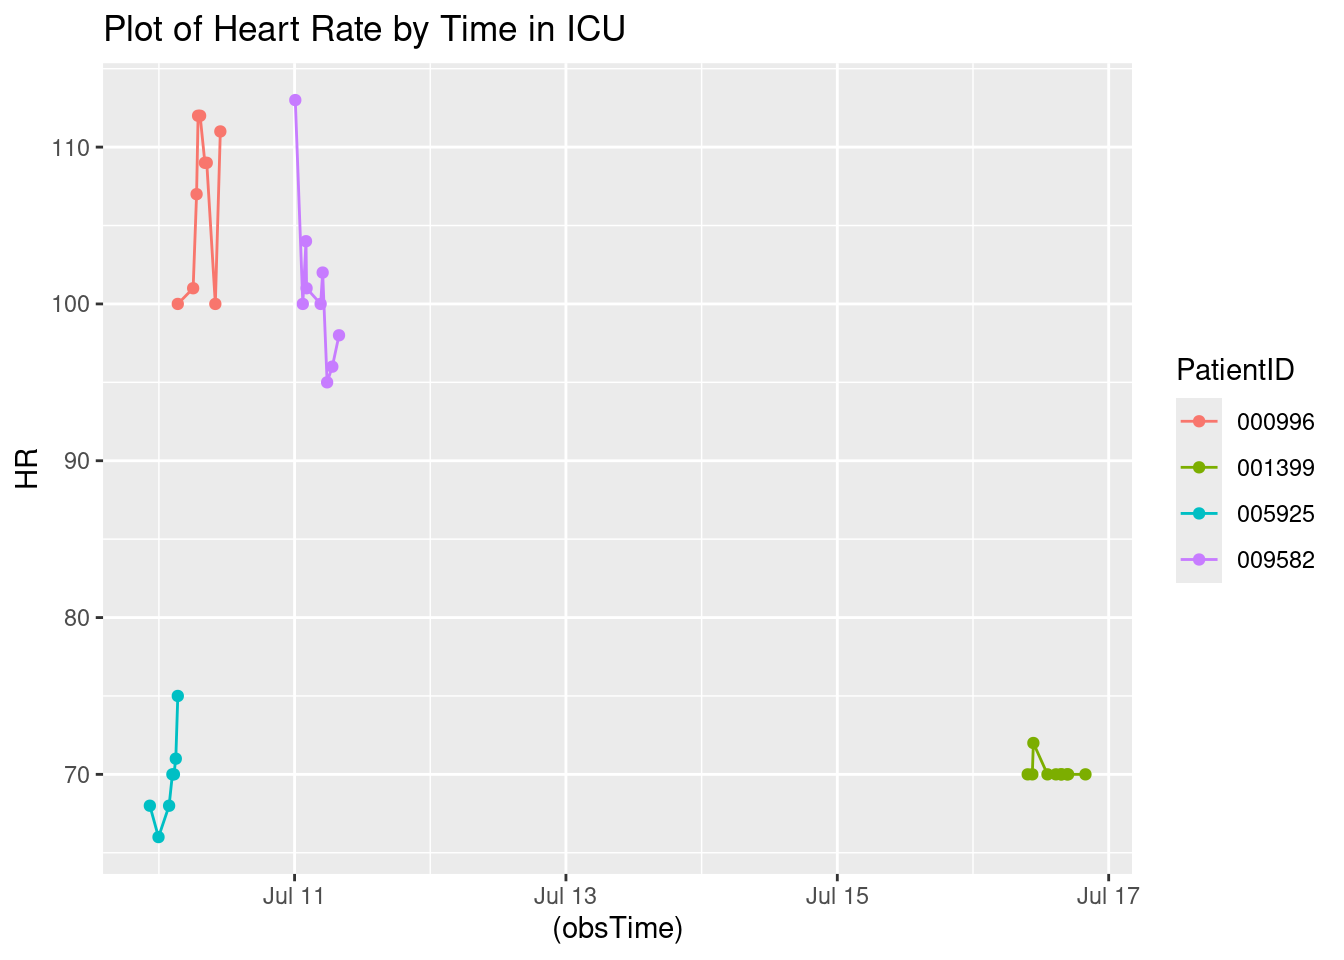 Plot of Heart Rate by Time in ICU
110
100
90
80
70
HR
Jul 11
Jul 13
Jul 15
Jul 17
(obsTime)
PatientID
000996
001399
005925
009582